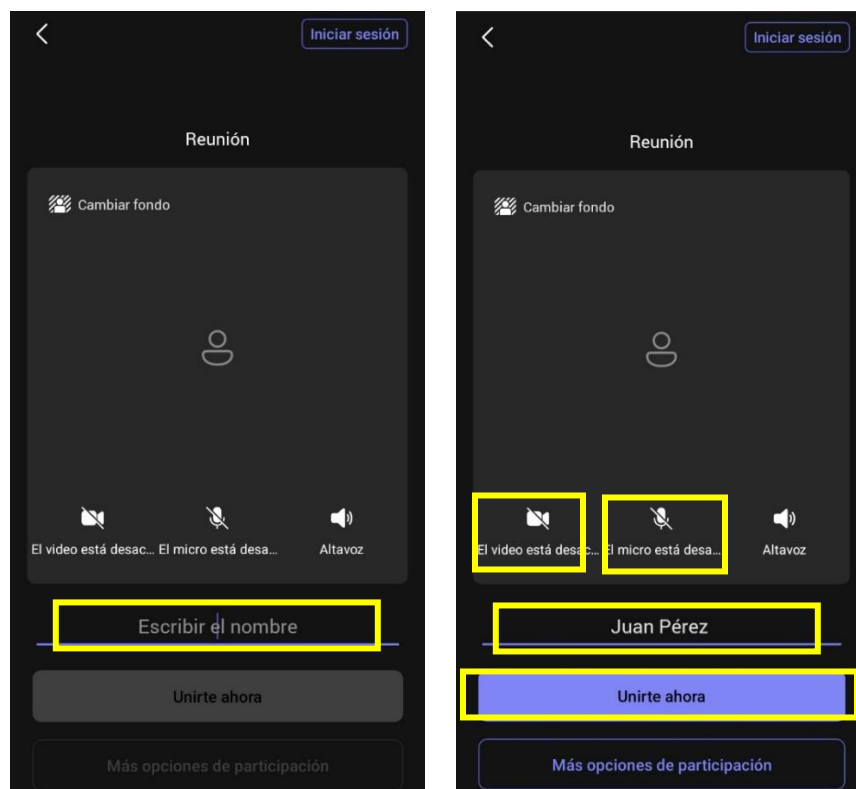 Iniciar sesión
Reunión
Cambiar fondo
El video está desac... El micro está desa... Altavoz
Escribir el nombre
Unirte ahora
Más opciones de participación
Iniciar sesión
Reunión
Cambiar fondo
El video está desac... El micro está desa... Altavoz
Juan Pérez
Unirte ahora
Más opciones de participación